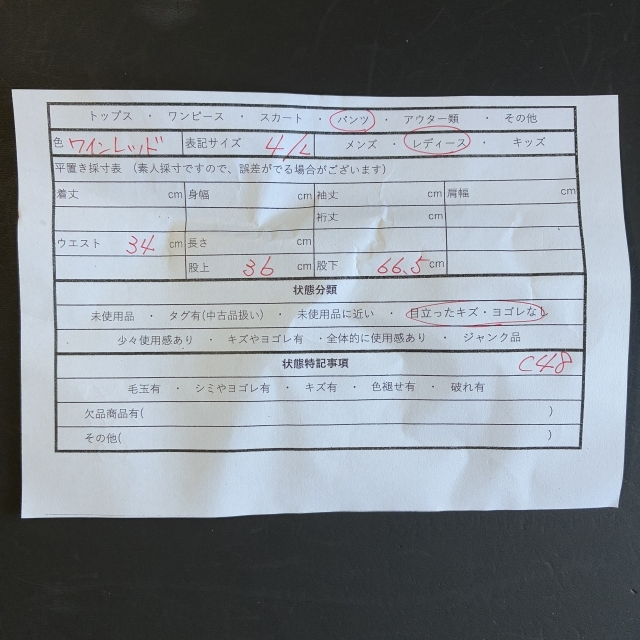 トップス ・ ワンピース ・ スカート ・ パンツ ・ アウター類 ・ その他
色 ワインレッド 表記サイズ 4/L メンズ ・ レディース ・ キッズ
平置き採寸表 （素人採寸ですので、誤差がでる場合がございます）
着丈 cm 身幅 cm 袖丈 cm 肩幅 cm
裄丈 cm
ウエスト 34 cm 長さ cm
股上 36 cm 股下 66.5 cm
状態分類
未使用品 ・ タグ有(中古品扱い) ・ 未使用品に近い ・ 目立ったキズ・ヨゴレなし
少々使用感あり ・ キズやヨゴレ有 ・全体的に使用感あり ・ ジャンク品
状態特記事項 C48
毛玉有 ・ シミやヨゴレ有 ・ キズ有 ・ 色褪せ有 ・ 破れ有
欠品商品有( )
その他( )